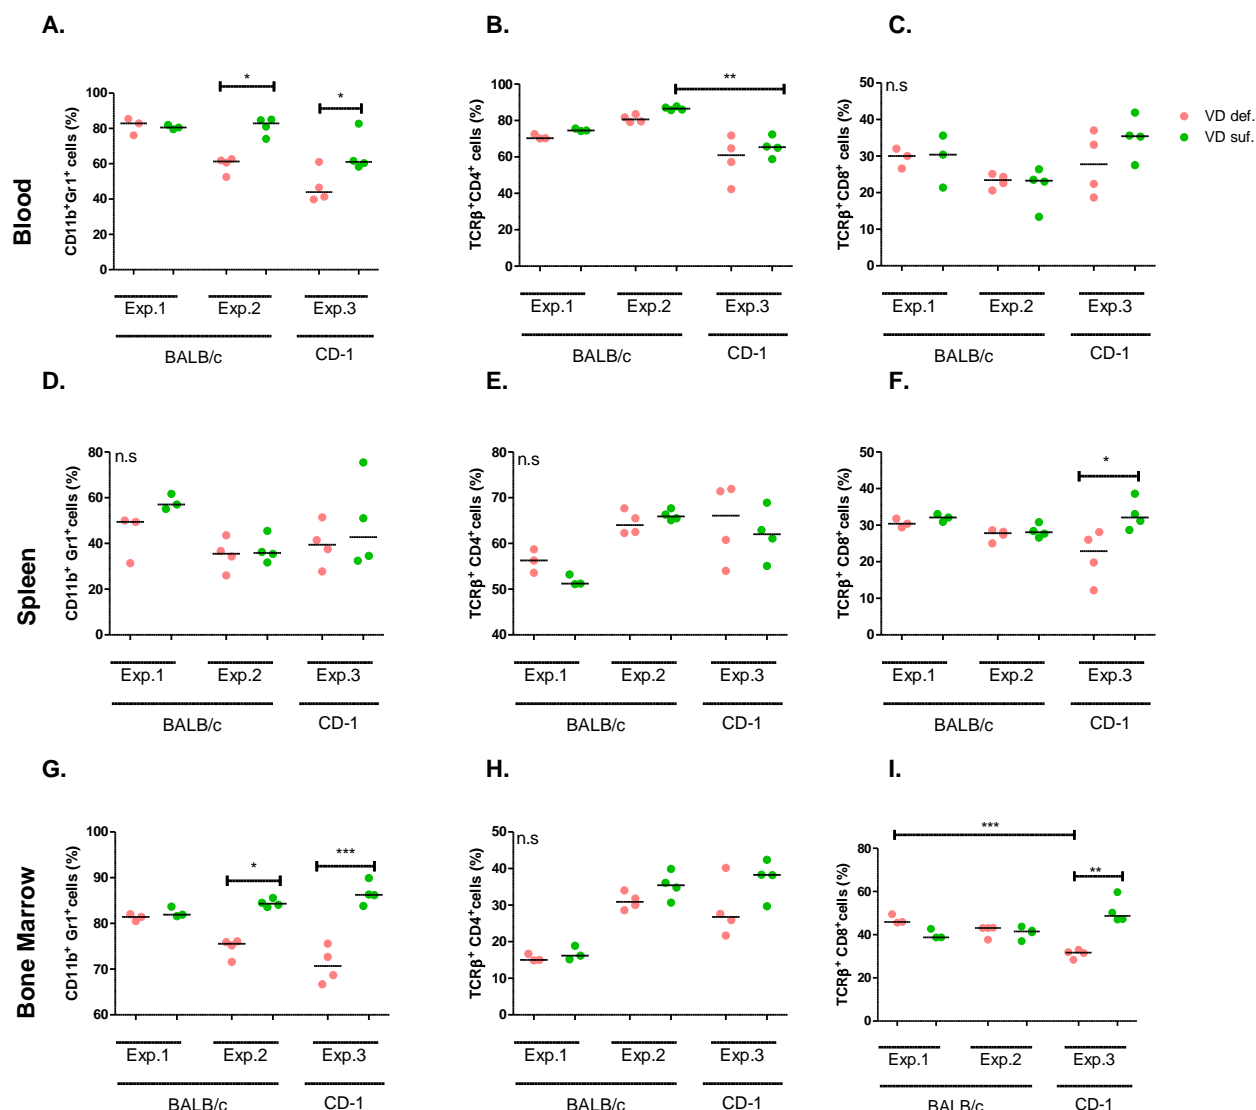 A.
B.
C.
Blood
CD11b⁺Gr1⁺ cells (%)
100
80
60
40
20
0
*
*
Exp.1
Exp.2
Exp.3
BALB/c
CD-1
TCRβ⁺CD4⁺ cells (%)
100
80
60
40
20
0
**
Exp.1
Exp.2
Exp.3
BALB/c
CD-1
TCRβ⁺CD8⁺ cells (%)
50
40
30
20
10
0
n.s
Exp.1
Exp.2
Exp.3
BALB/c
CD-1
VD def.
VD suf.
D.
E.
F.
Spleen
CD11b⁺ Gr1⁺ cells (%)
80
60
40
20
0
n.s
Exp.1
Exp.2
Exp.3
BALB/c
CD-1
TCRβ⁺ CD4⁺cells (%)
80
70
60
50
40
n.s
Exp.1
Exp.2
Exp.3
BALB/c
CD-1
TCRβ⁺ CD8⁺cells (%)
50
40
30
20
10
0
*
Exp.1
Exp.2
Exp.3
BALB/c
CD-1
G.
H.
I.
Bone Marrow
CD11b⁺ Gr1⁺cells (%)
100
90
80
70
60
*
***
Exp.1
Exp.2
Exp.3
BALB/c
CD-1
TCRβ⁺ CD4⁺cells (%)
50
40
30
20
10
0
n.s
Exp.1
Exp.2
Exp.3
BALB/c
CD-1
TCRβ⁺ CD8⁺cells (%)
80
60
40
20
0
***
**
Exp.1
Exp.2
Exp.3
BALB/c
CD-1